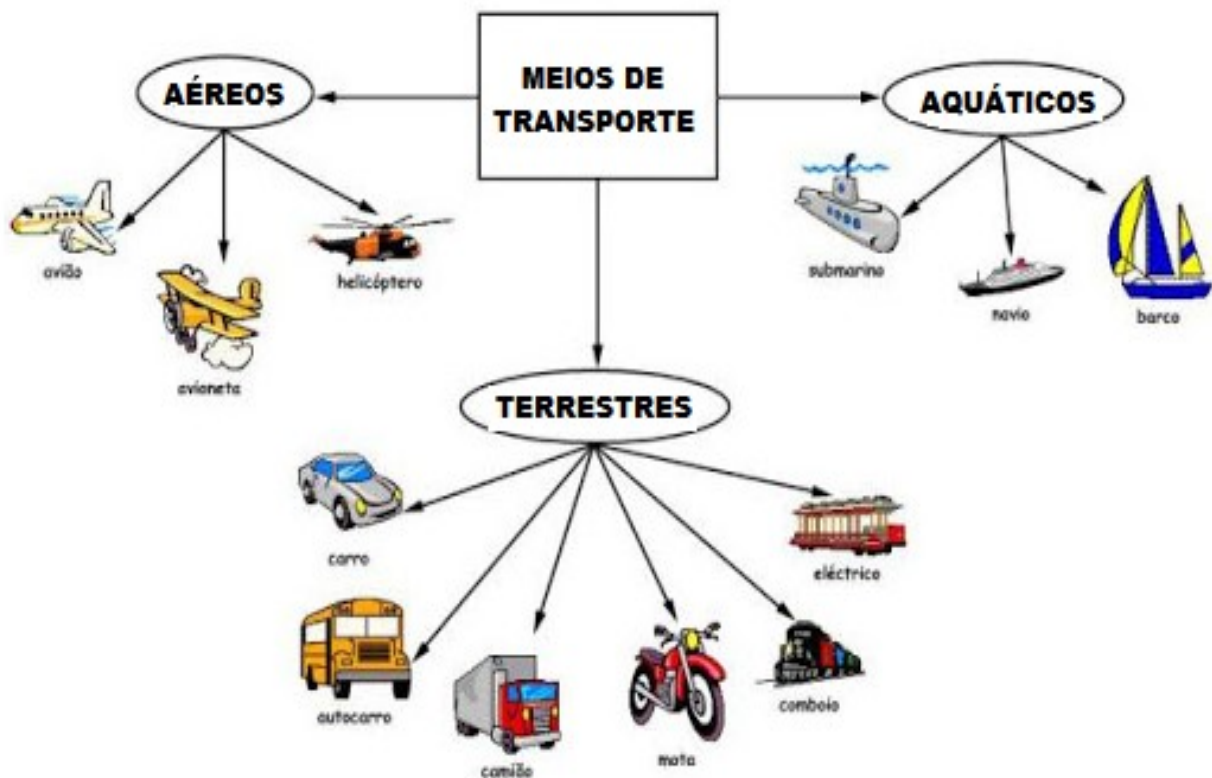 MEIOS DE
TRANSPORTE
AÉREOS
AQUÁTICOS
avião
avioneta
helicóptero
submarino
navio
barco
TERRESTRES
carro
autocarro
camião
mota
comboio
eléctrico